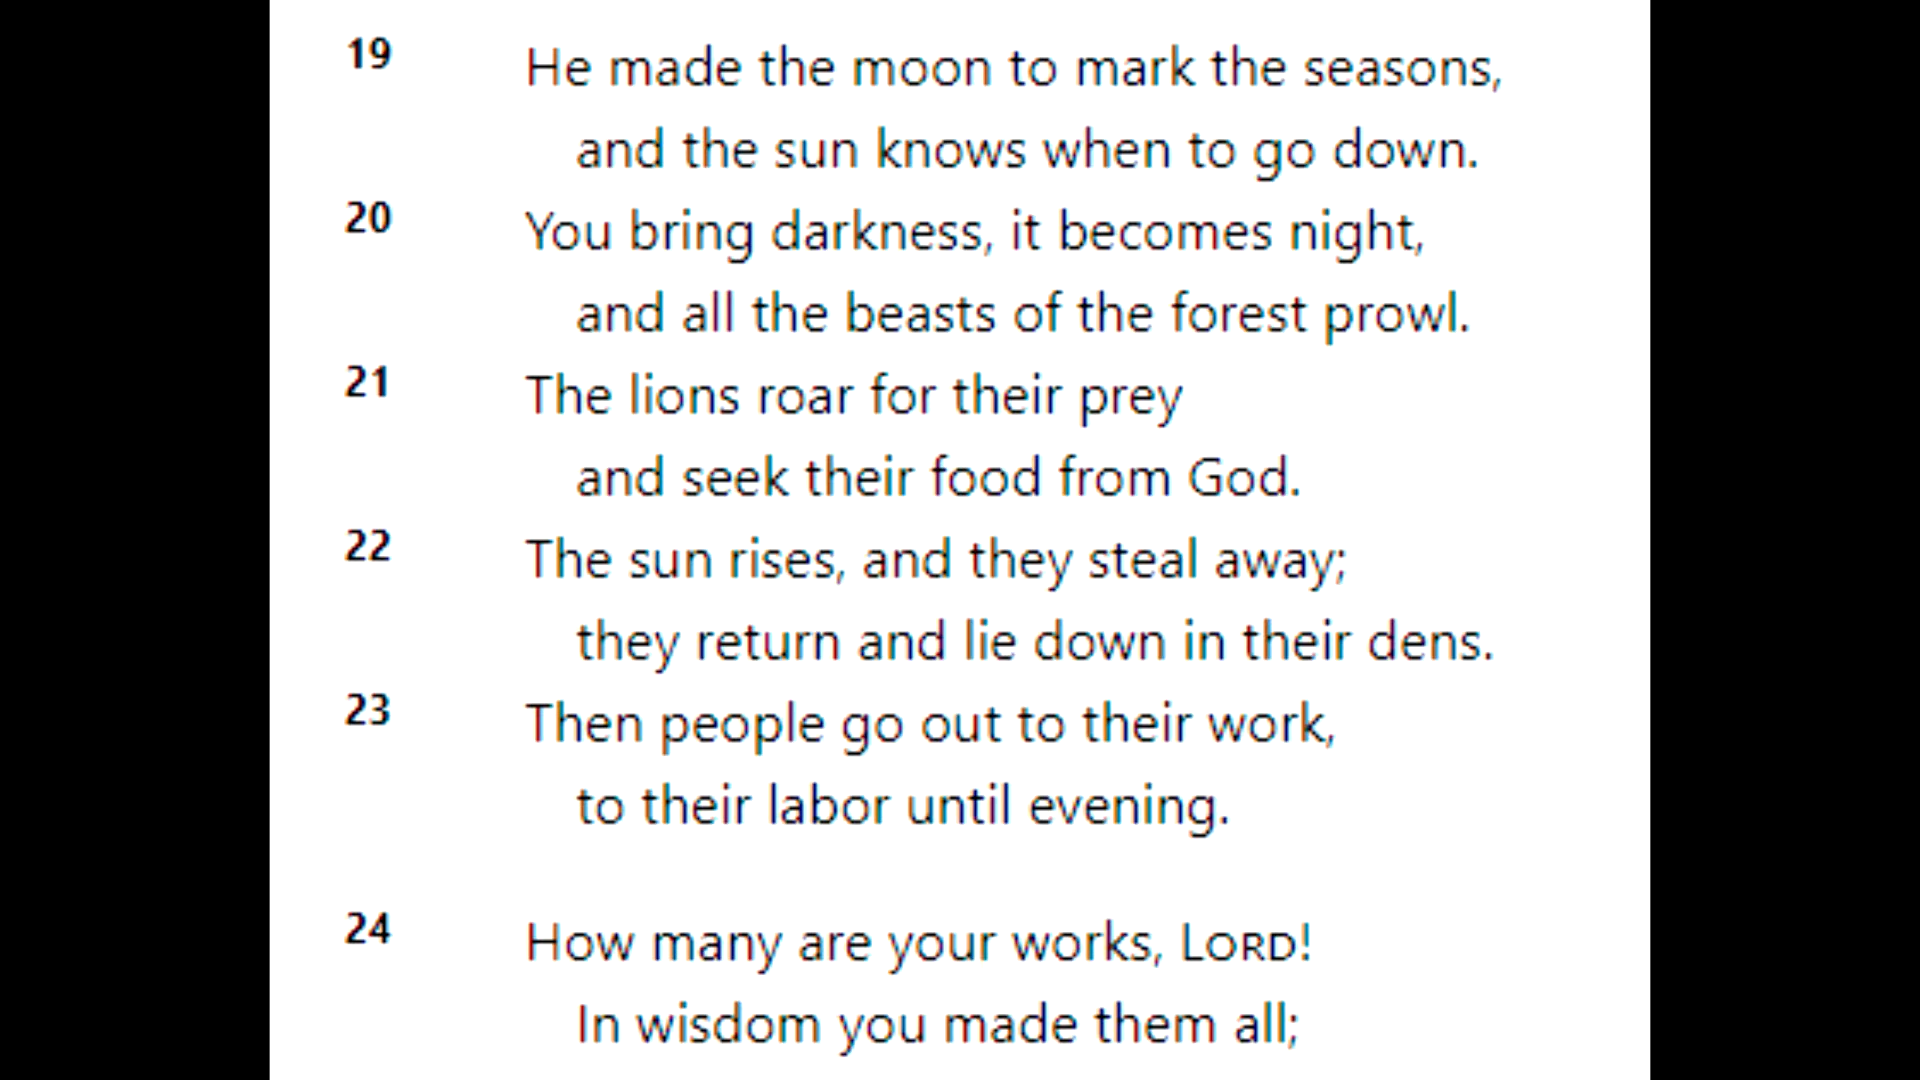 19 He made the moon to mark the seasons,
and the sun knows when to go down.
20 You bring darkness, it becomes night,
and all the beasts of the forest prowl.
21 The lions roar for their prey
and seek their food from God.
22 The sun rises, and they steal away;
they return and lie down in their dens.
23 Then people go out to their work,
to their labor until evening.
24 How many are your works, LORD!
In wisdom you made them all;